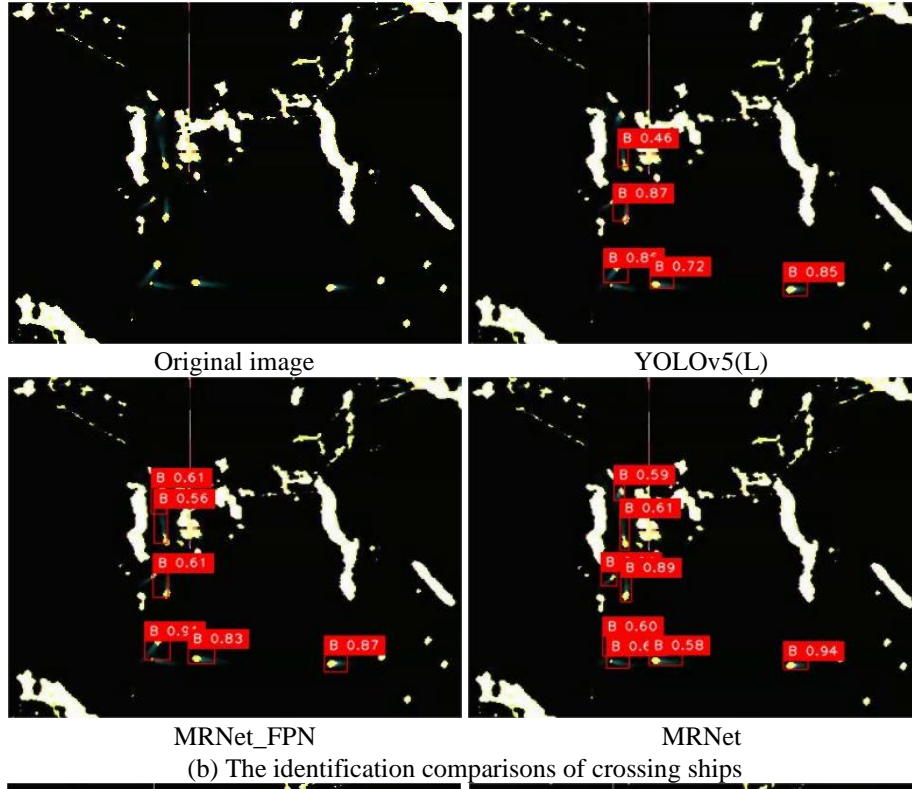 B 0.46
B 0.87
B 0.72
B 0.85
Original image YOLOv5(L)
B 0.61
B 0.56
B 0.61
B 0.83
B 0.87
B 0.59
B 0.61
B
B 0.89
B 0.60
B 0.58
B 0.94
MRNet_FPN MRNet
(b) The identification comparisons of crossing ships